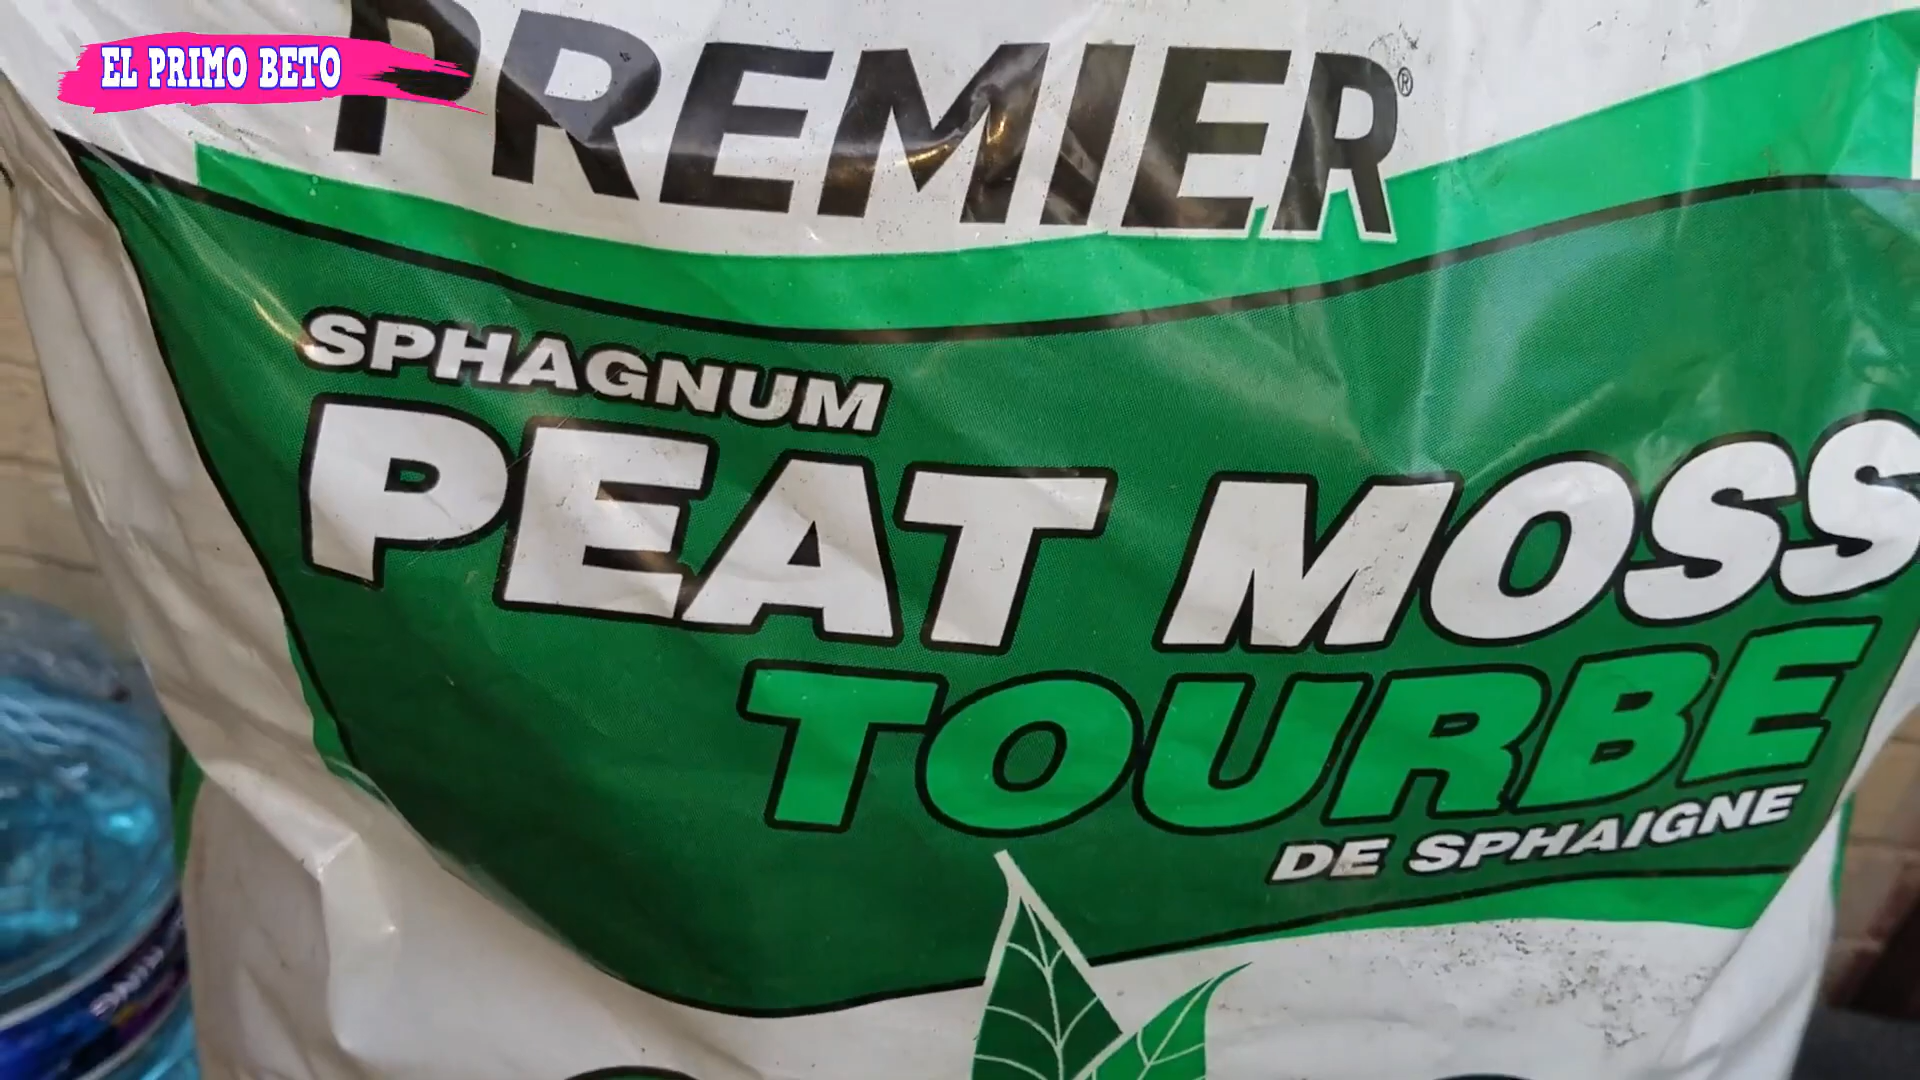 EL PRIMO BETO
PREMIER®
SPHAGNUM
PEAT MOSS
TOURBE
DE SPHAIGNE